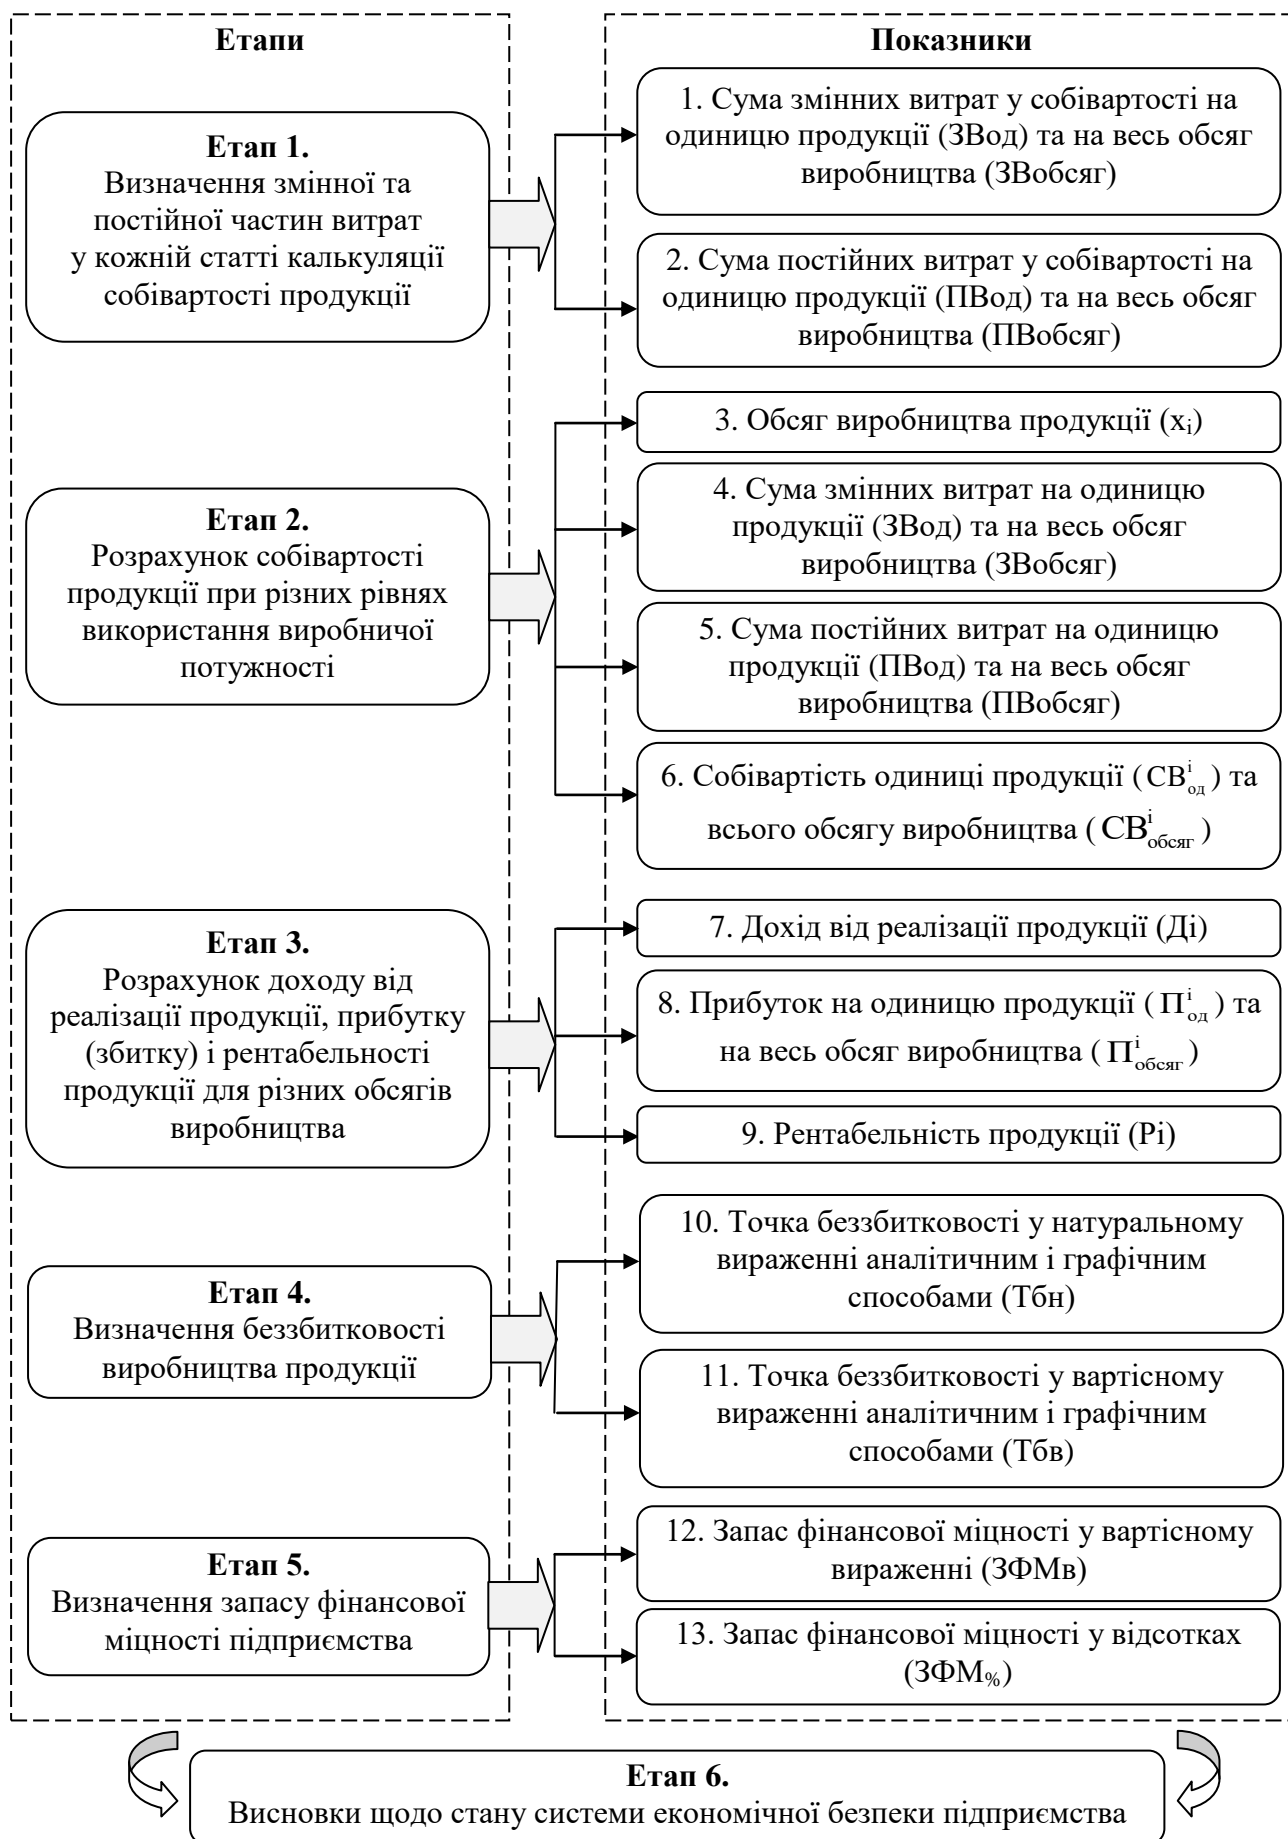 Етапи
Показники
Етап 1.
Визначення змінної та
постійної частин витрат
у кожній статті калькуляції
собівартості продукції
1. Сума змінних витрат у собівартості на
одиницю продукції (ЗВод) та на весь обсяг
виробництва (ЗВобсяг)
2. Сума постійних витрат у собівартості на
одиницю продукції (ПВод) та на весь обсяг
виробництва (ПВобсяг)
Етап 2.
Розрахунок собівартості
продукції при різних рівнях
використання виробничої
потужності
3. Обсяг виробництва продукції (xᵢ)
4. Сума змінних витрат на одиницю
продукції (ЗВод) та на весь обсяг
виробництва (ЗВобсяг)
5. Сума постійних витрат на одиницю
продукції (ПВод) та на весь обсяг
виробництва (ПВобсяг)
6. Собівартість одиниці продукції ( СВ^і_од ) та
всього обсягу виробництва ( СВ^і_обсяг )
Етап 3.
Розрахунок доходу від
реалізації продукції, прибутку
(збитку) і рентабельності
продукції для різних обсягів
виробництва
7. Дохід від реалізації продукції (Ді)
8. Прибуток на одиницю продукції ( П^і_од ) та
на весь обсяг виробництва ( П^і_обсяг )
9. Рентабельність продукції (Рі)
Етап 4.
Визначення беззбитковості
виробництва продукції
10. Точка беззбитковості у натуральному
вираженні аналітичним і графічним
способами (Тбн)
11. Точка беззбитковості у вартісному
вираженні аналітичним і графічним
способами (Тбв)
Етап 5.
Визначення запасу фінансової
міцності підприємства
12. Запас фінансової міцності у вартісному
вираженні (ЗФМв)
13. Запас фінансової міцності у відсотках
(ЗФМ%)
Етап 6.
Висновки щодо стану системи економічної безпеки підприємства